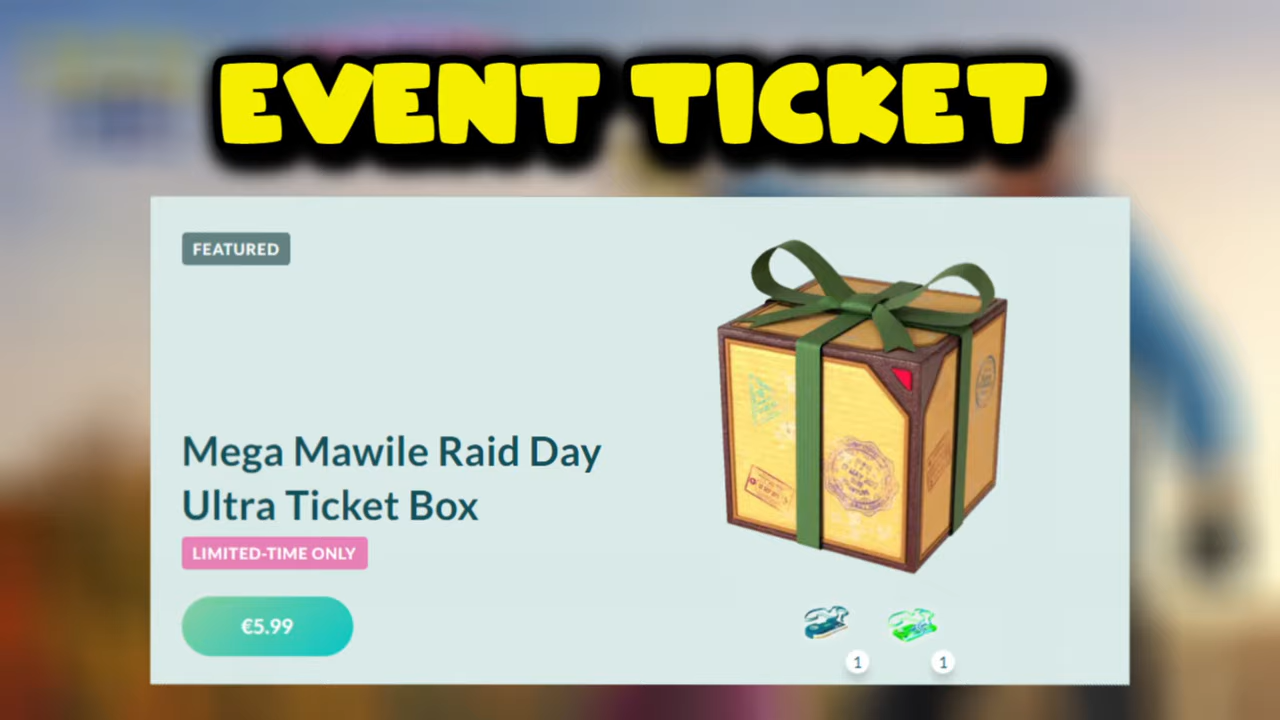 EVENT TICKET
FEATURED
Mega Mawile Raid Day
Ultra Ticket Box
LIMITED-TIME ONLY
€5.99
1
1